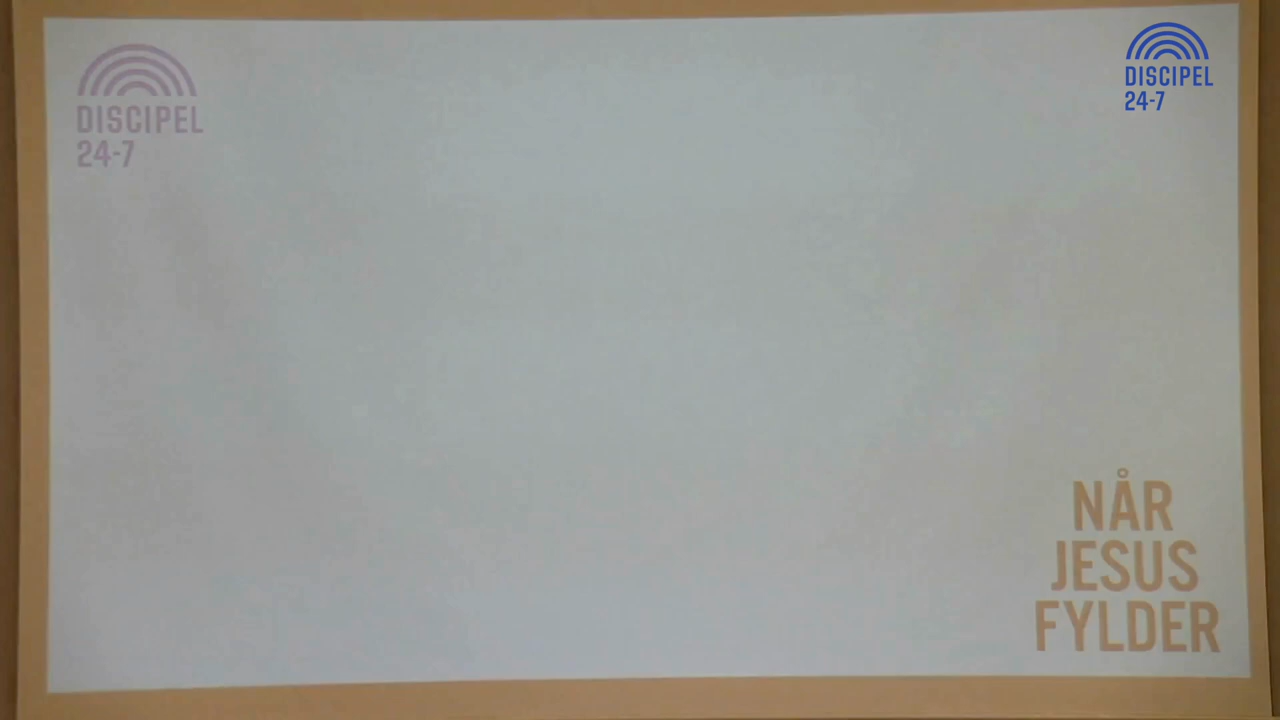 DISCIPEL
24-7
DISCIPEL
24-7
NÅR
JESUS
FYLDER